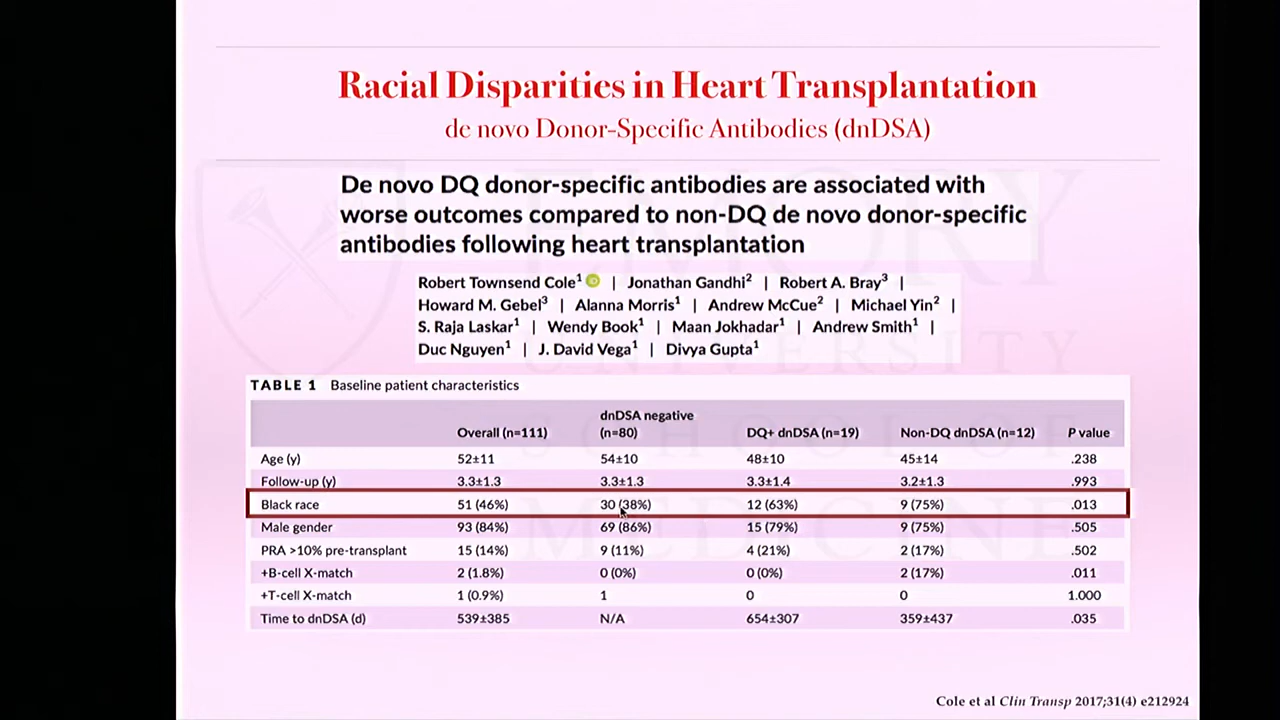 Racial Disparities in Heart Transplantation
de novo Donor-Specific Antibodies (dnDSA)
De novo DQ donor-specific antibodies are associated with
worse outcomes compared to non-DQ de novo donor-specific
antibodies following heart transplantation
Robert Townsend Cole¹ iD | Jonathan Gandhi² | Robert A. Bray³ |
Howard M. Gebel³ | Alanna Morris¹ | Andrew McCue² | Michael Yin² |
S. Raja Laskar¹ | Wendy Book¹ | Maan Jokhadar¹ | Andrew Smith¹ |
Duc Nguyen¹ | J. David Vega¹ | Divya Gupta¹
EMORY
UNIVERSITY
SCHOOL OF
MEDICINE
TABLE 1 Baseline patient characteristics
Overall (n=111) dnDSA negative (n=80) DQ+ dnDSA (n=19) Non-DQ dnDSA (n=12) P value
Age (y) 52±11 54±10 48±10 45±14 .238
Follow-up (y) 3.3±1.3 3.3±1.3 3.3±1.4 3.2±1.3 .993
Black race 51 (46%) 30 (38%) 12 (63%) 9 (75%) .013
Male gender 93 (84%) 69 (86%) 15 (79%) 9 (75%) .505
PRA >10% pre-transplant 15 (14%) 9 (11%) 4 (21%) 2 (17%) .502
+B-cell X-match 2 (1.8%) 0 (0%) 0 (0%) 2 (17%) .011
+T-cell X-match 1 (0.9%) 1 0 0 1.000
Time to dnDSA (d) 539±385 N/A 654±307 359±437 .035
Cole et al Clin Transp 2017;31(4) e212924